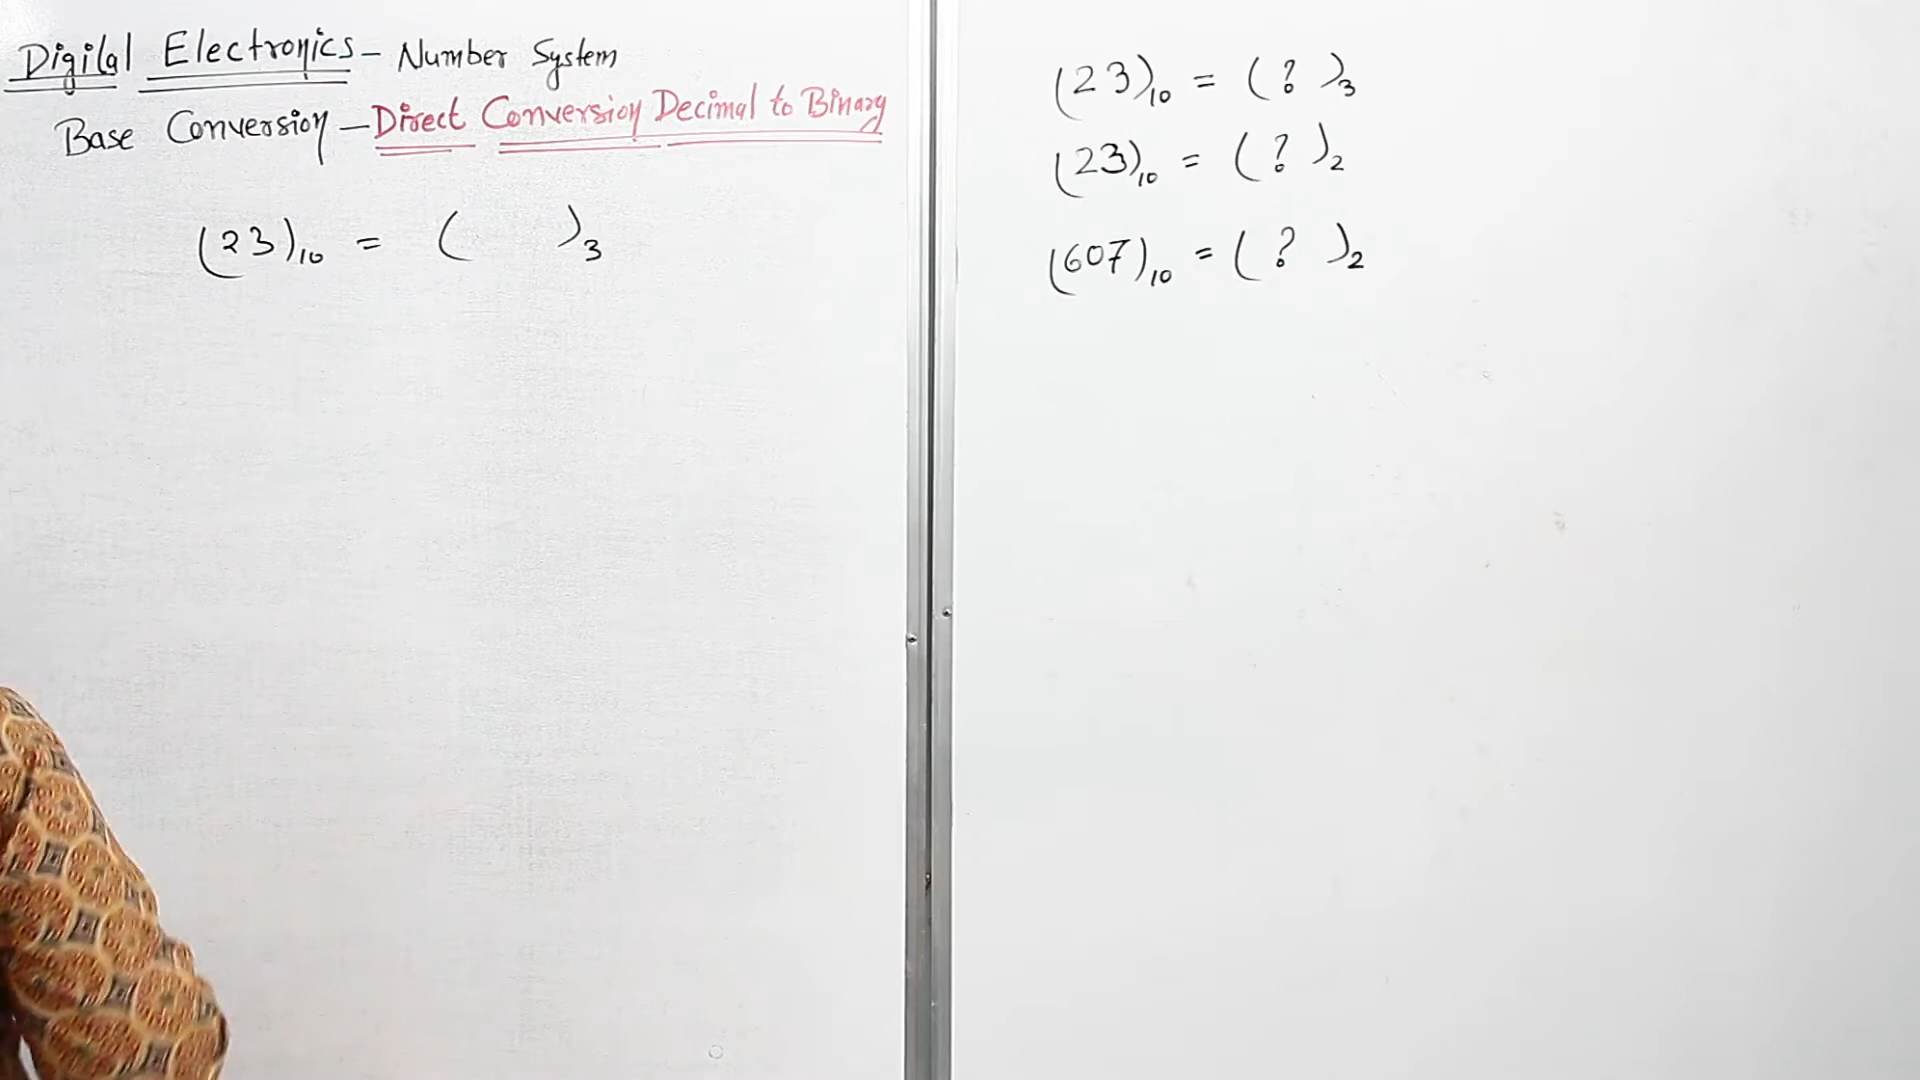 Digital Electronics – Number System
Base Conversion – Direct Conversion Decimal to Binary
(23)₁₀ = (    )₃
(23)₁₀ = ( ? )₃
(23)₁₀ = ( ? )₂
(607)₁₀ = ( ? )₂